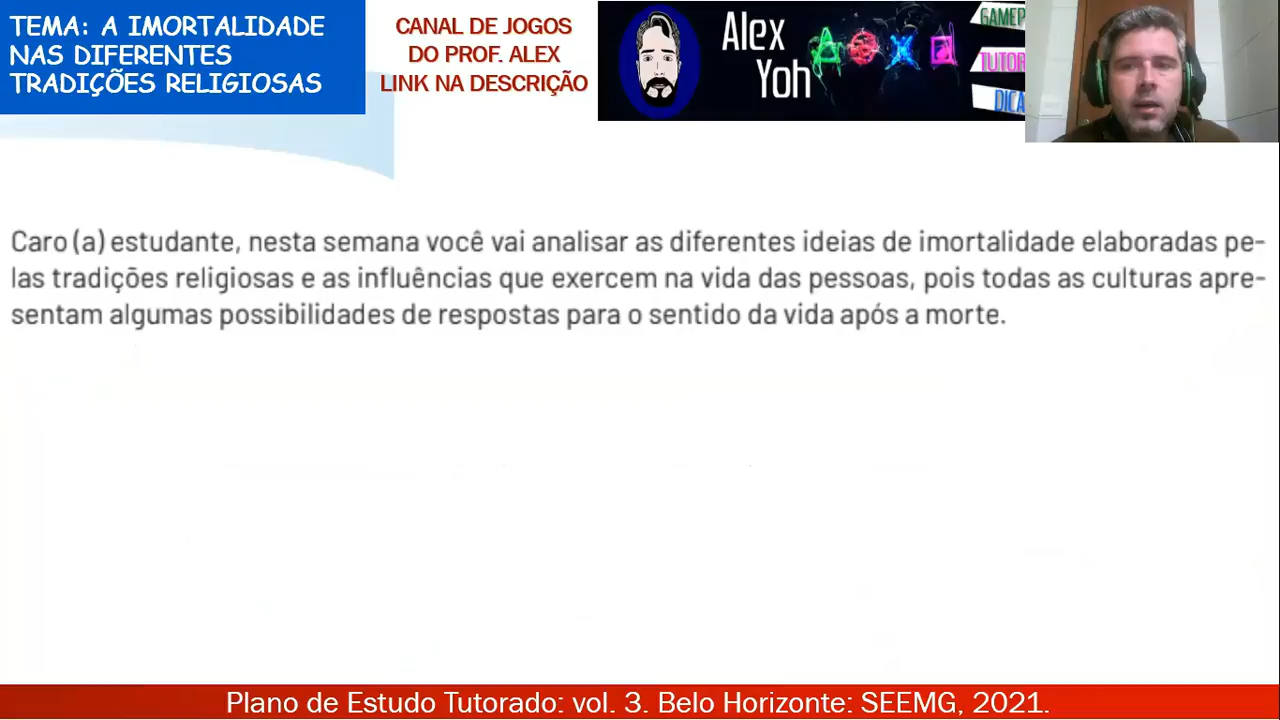 TEMA: A IMORTALIDADE
NAS DIFERENTES
TRADIÇÕES RELIGIOSAS
CANAL DE JOGOS
DO PROF. ALEX
LINK NA DESCRIÇÃO
Alex
Yoh
GAMEP
TUTOR
DICA
Caro (a) estudante, nesta semana você vai analisar as diferentes ideias de imortalidade elaboradas pe-
las tradições religiosas e as influências que exercem na vida das pessoas, pois todas as culturas apre-
sentam algumas possibilidades de respostas para o sentido da vida após a morte.
Plano de Estudo Tutorado: vol. 3. Belo Horizonte: SEEMG, 2021.